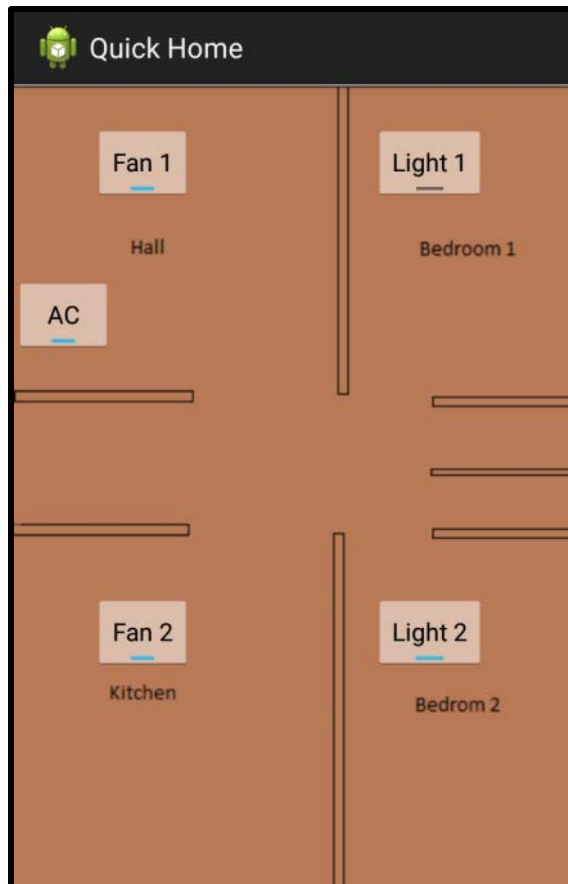 Quick Home
Fan 1
Light 1
Hall
Bedroom 1
AC
Fan 2
Light 2
Kitchen
Bedrom 2